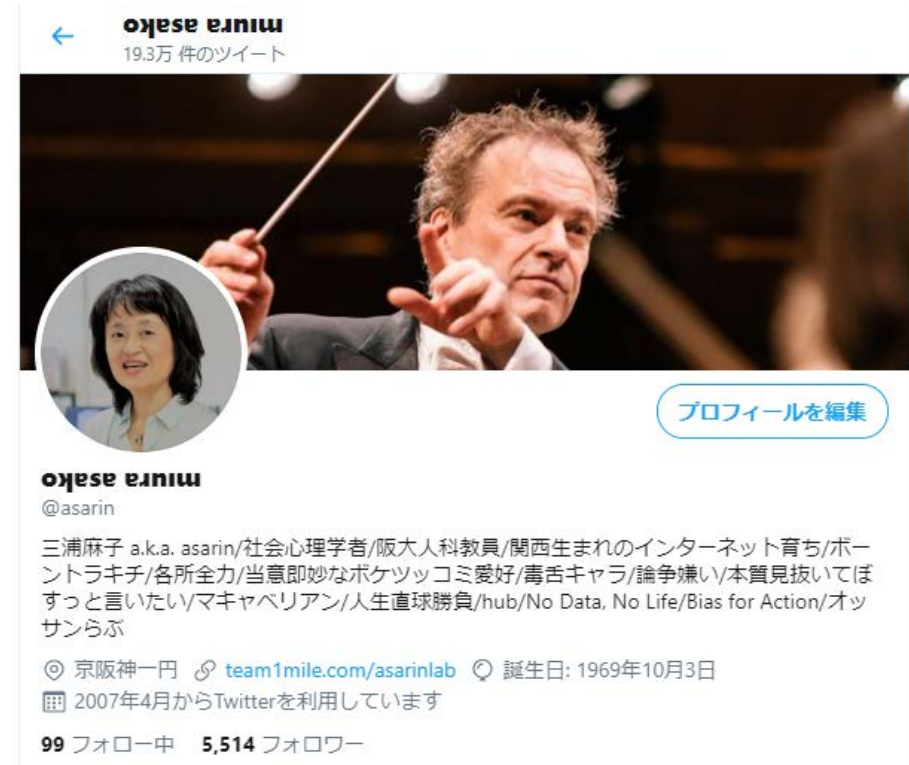 oʞɐsɐ ɐɹnıɯ
19.3万 件のツイート
プロフィールを編集
oʞɐsɐ ɐɹnıɯ
@asarin
三浦麻子 a.k.a. asarin/社会心理学者/阪大人科教員/関西生まれのインターネット育ち/ボー
ントラキチ/各所全力/当意即妙なボケツッコミ愛好/毒舌キャラ/論争嫌い/本質見抜いてぼ
すっと言いたい/マキャベリアン/人生直球勝負/hub/No Data, No Life/Bias for Action/オッ
サンらぶ
京阪神一円 team1mile.com/asarinlab 誕生日: 1969年10月3日
2007年4月からTwitterを利用しています
99 フォロー中 5,514 フォロワー